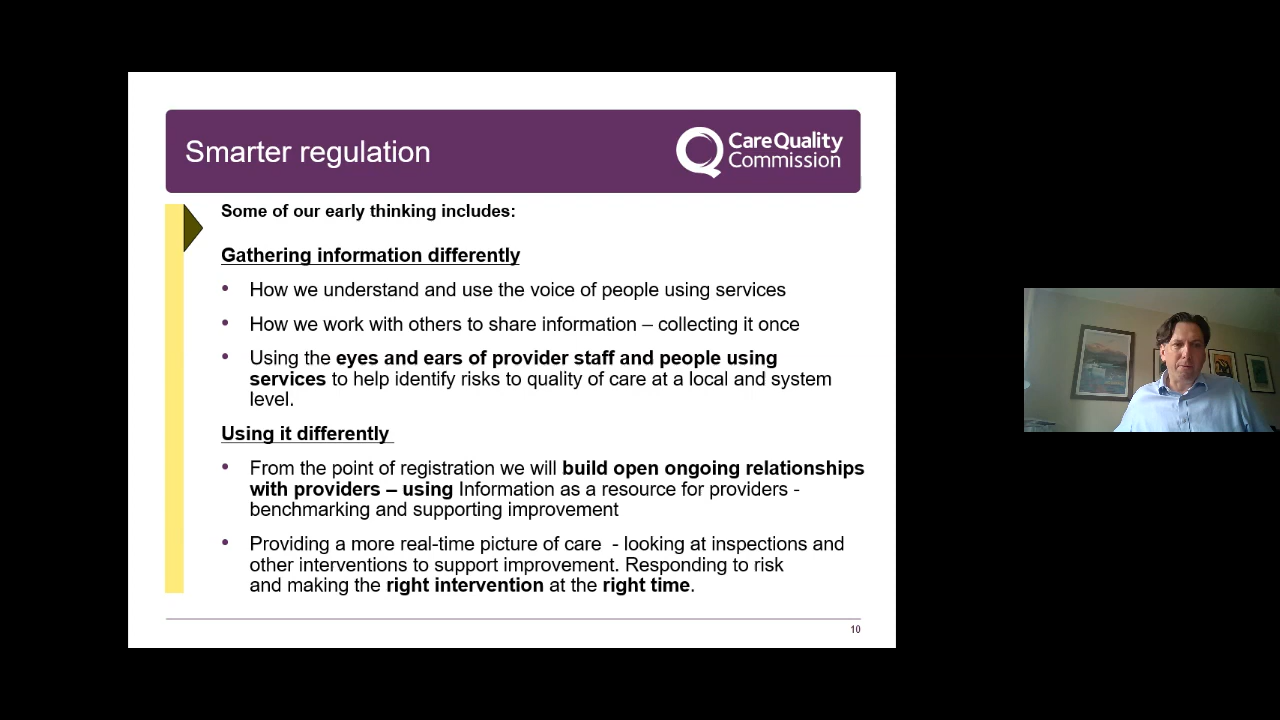 Smarter regulation
CareQuality
Commission
Some of our early thinking includes:
Gathering information differently
• How we understand and use the voice of people using services
• How we work with others to share information – collecting it once
• Using the eyes and ears of provider staff and people using
services to help identify risks to quality of care at a local and system
level.
Using it differently
• From the point of registration we will build open ongoing relationships
with providers – using Information as a resource for providers -
benchmarking and supporting improvement
• Providing a more real-time picture of care - looking at inspections and
other interventions to support improvement. Responding to risk
and making the right intervention at the right time.
10